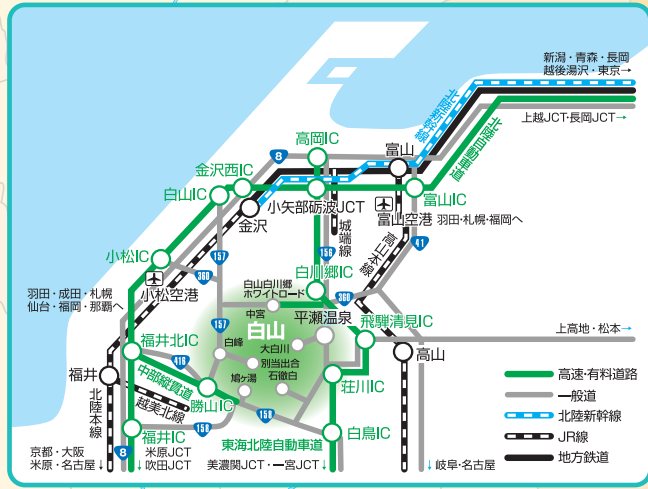 新潟・青森・長岡
越後湯沢・東京→
北陸新幹線
北陸自動車道
上越JCT・長岡JCT→
高岡IC
8
富山
金沢西IC
白山IC
金沢
小矢部砺波JCT
富山IC
富山空港
羽田・札幌・福岡へ
城端線
156
高山本線
41
小松IC
157
360
小松空港
羽田・成田・札幌
仙台・福岡・那覇へ
白山白川郷
ホワイトロード
白川郷IC
360
中宮
平瀬温泉
飛騨清見IC
157
白山
上高地・松本→
福井北IC
白峰
大白川
高山
416
別当出合
石徹白
福井
中部縦貫道
鳩ヶ湯
荘川IC
勝山IC
越美北線
北陸本線
158
158
福井IC
東海北陸自動車道
白鳥IC
京都・大阪
米原・名古屋↓
8
米原JCT
↓吹田JCT
美濃関JCT・一宮JCT↓
↓岐阜・名古屋
高速・有料道路
一般道
北陸新幹線
JR線
地方鉄道